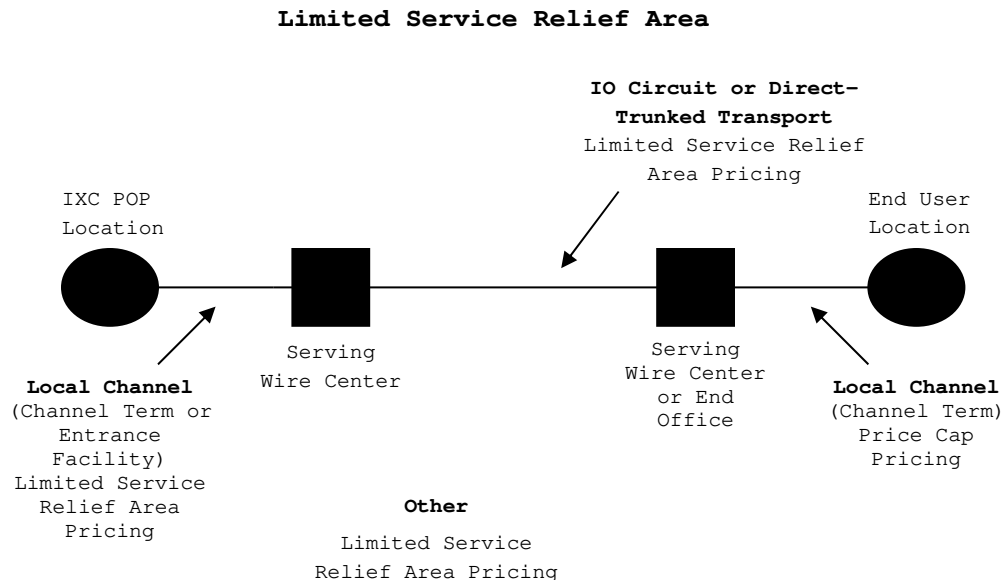 Limited Service Relief Area
IO Circuit or Direct-
Trunked Transport
Limited Service Relief
Area Pricing
IXC POP
Location
End User
Location
Serving
Wire Center
Serving
Wire Center
or End
Office
Local Channel
(Channel Term or
Entrance
Facility)
Limited Service
Relief Area
Pricing
Local Channel
(Channel Term)
Price Cap
Pricing
Other
Limited Service
Relief Area Pricing